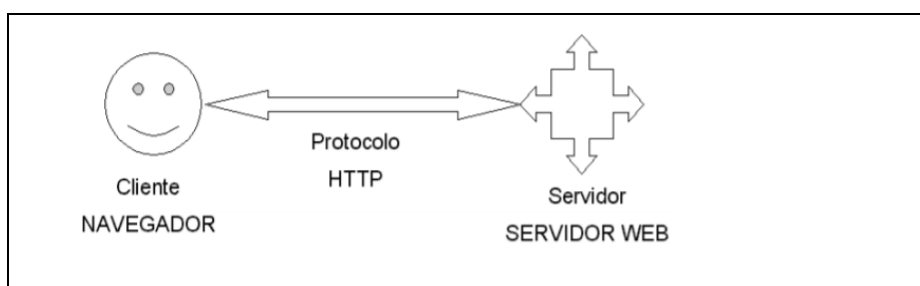 Protocolo
HTTP
Cliente
NAVEGADOR
Servidor
SERVIDOR WEB